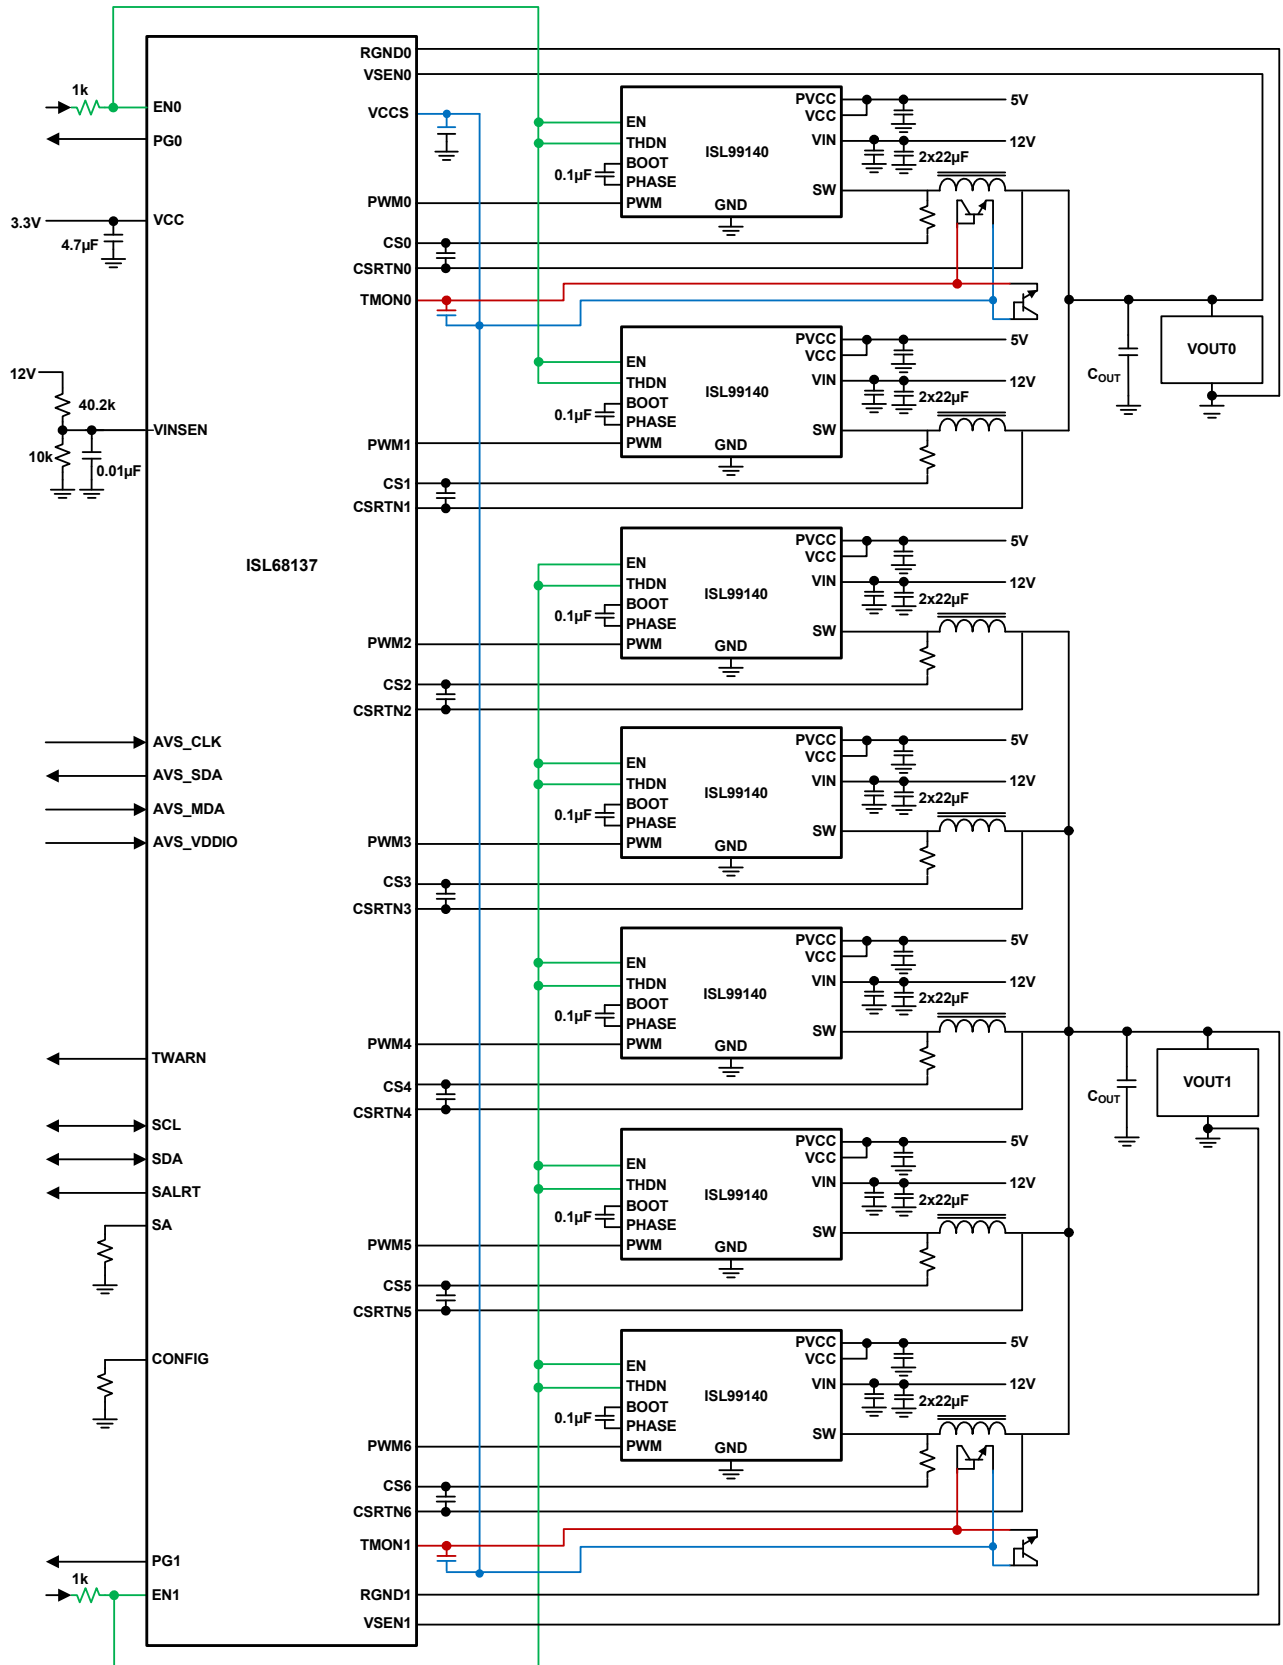 RGND0
VSEN0
1k
EN0
VCCS
PG0
PWM0
3.3V
VCC
4.7µF
CS0
CSRTN0
TMON0
12V
40.2k
VINSEN
10k
0.01µF
PWM1
CS1
CSRTN1
ISL68137
PWM2
CS2
CSRTN2
AVS_CLK
AVS_SDA
AVS_MDA
AVS_VDDIO
PWM3
CS3
CSRTN3
TWARN
PWM4
CS4
CSRTN4
SCL
SDA
SALRT
SA
PWM5
CS5
CSRTN5
CONFIG
PWM6
CS6
CSRTN6
TMON1
PG1
1k
EN1
RGND1
VSEN1
PVCC
5V
VCC
EN
THDN
VIN
12V
ISL99140
2x22µF
BOOT
0.1µF
PHASE
SW
PWM
GND
PVCC
5V
VCC
EN
THDN
VIN
12V
ISL99140
2x22µF
BOOT
0.1µF
PHASE
SW
PWM
GND
COUT
VOUT0
PVCC
5V
VCC
EN
THDN
VIN
12V
ISL99140
2x22µF
BOOT
0.1µF
PHASE
SW
PWM
GND
PVCC
5V
VCC
EN
THDN
VIN
12V
ISL99140
2x22µF
BOOT
0.1µF
PHASE
SW
PWM
GND
PVCC
5V
VCC
EN
THDN
VIN
12V
ISL99140
2x22µF
BOOT
0.1µF
PHASE
SW
PWM
GND
COUT
VOUT1
PVCC
5V
VCC
EN
THDN
VIN
12V
ISL99140
2x22µF
BOOT
0.1µF
PHASE
SW
PWM
GND
PVCC
5V
VCC
EN
THDN
VIN
12V
ISL99140
2x22µF
BOOT
0.1µF
PHASE
SW
PWM
GND